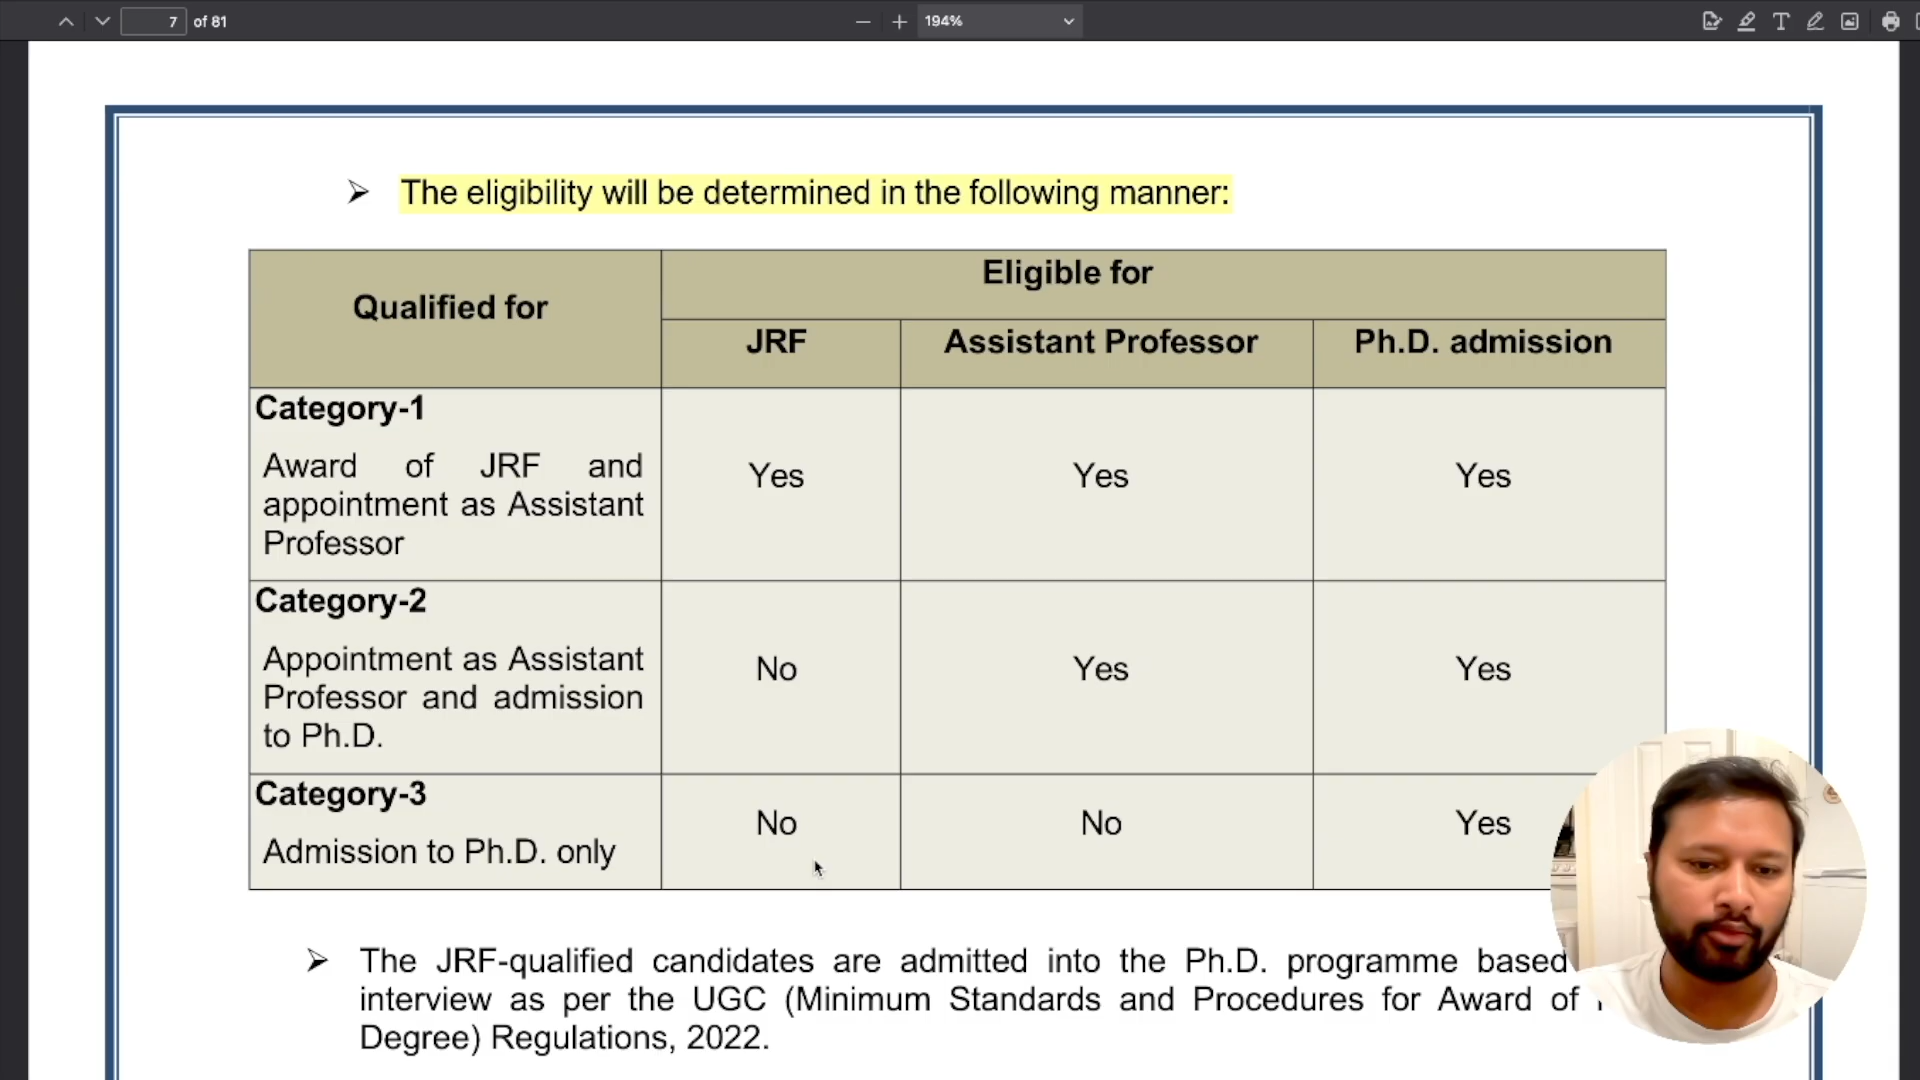 7 of 81
194%
The eligibility will be determined in the following manner:
Qualified for
Eligible for
JRF
Assistant Professor
Ph.D. admission
Category-1
Award of JRF and
appointment as Assistant
Professor
Yes
Yes
Yes
Category-2
Appointment as Assistant
Professor and admission
to Ph.D.
No
Yes
Yes
Category-3
Admission to Ph.D. only
No
No
Yes
The JRF-qualified candidates are admitted into the Ph.D. programme based
interview as per the UGC (Minimum Standards and Procedures for Award of
Degree) Regulations, 2022.